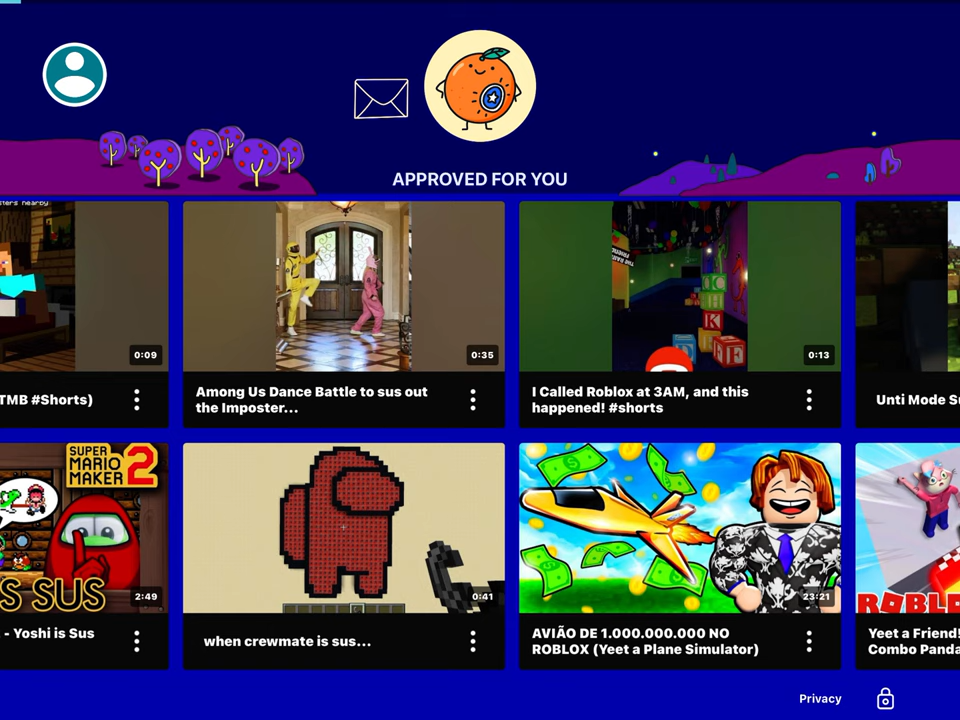 APPROVED FOR YOU
sters nearby
0:09
0:35
0:13
TMB #Shorts)
Among Us Dance Battle to sus out
the Imposter...
I Called Roblox at 3AM, and this
happened! #shorts
Unti Mode S
SUPER
MARIO
MAKER 2
S SUS
2:49
0:41
23:21
ROBLO
- Yoshi is Sus
when crewmate is sus...
AVIÃO DE 1.000.000.000 NO
ROBLOX (Yeet a Plane Simulator)
Yeet a Friend!
Combo Panda
Privacy